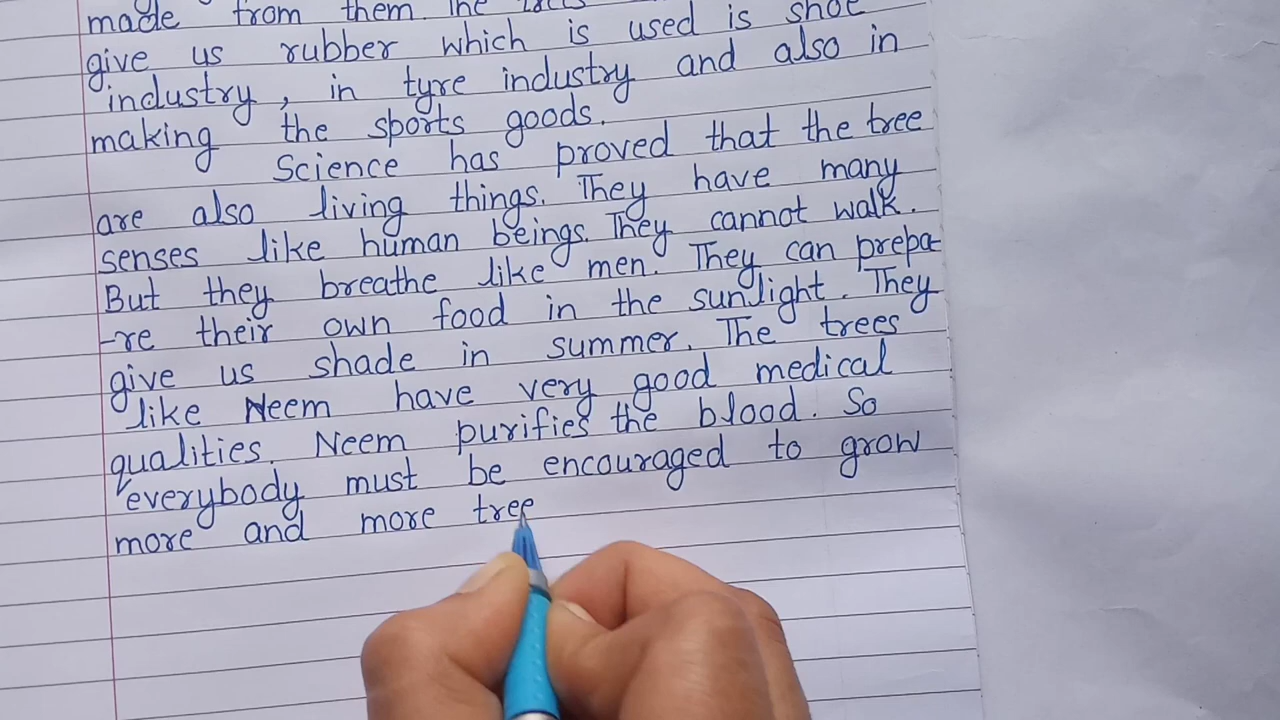 made from them. The trees
give us rubber which is used is shoe
industry, in tyre industry and also in
making the sports goods.
Science has proved that the tree
are also living things. They have many
senses like human beings. They cannot walk.
But they breathe like men. They can prepa-
-re their own food in the sunlight. They
give us shade in summer. The trees
like Neem have very good medical
qualities. Neem purifies the blood. So
everybody must be encouraged to grow
more and more tree